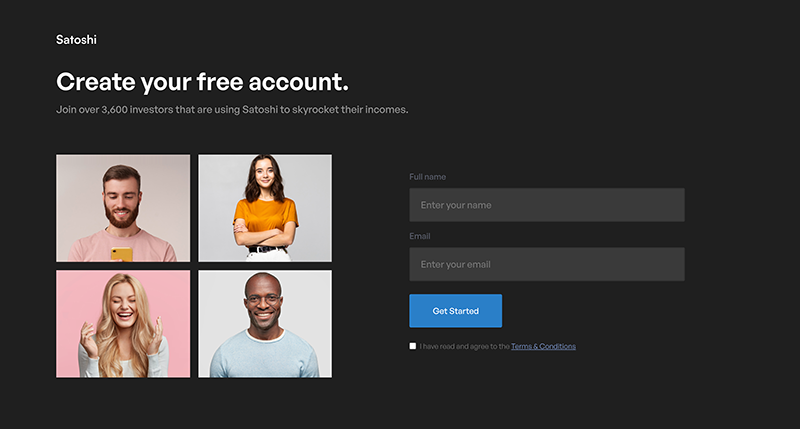 Satoshi
Create your free account.
Join over 3,600 investors that are using Satoshi to skyrocket their incomes.
Full name
Enter your name
Email
Enter your email
Get Started
I have read and agree to the Terms & Conditions